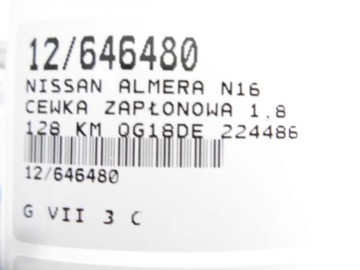 12/646480
NISSAN ALMERA N16
CEWKA ZAPŁONOWA 1,8
128 KM QG18DE 224486
12/646480
G VII 3 C